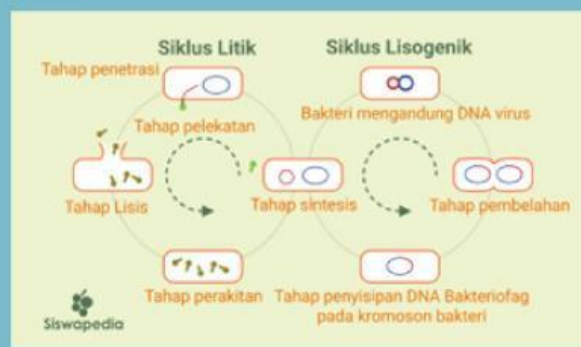 Siklus Litik
Siklus Lisogenik
Tahap penetrasi
Tahap pelekatan
Bakteri mengandung DNA virus
Tahap Lisis
Tahap sintesis
Tahap pembelahan
Tahap perakitan
Tahap penyisipan DNA Bakteriofag
pada kromoson bakteri
Siswapedia